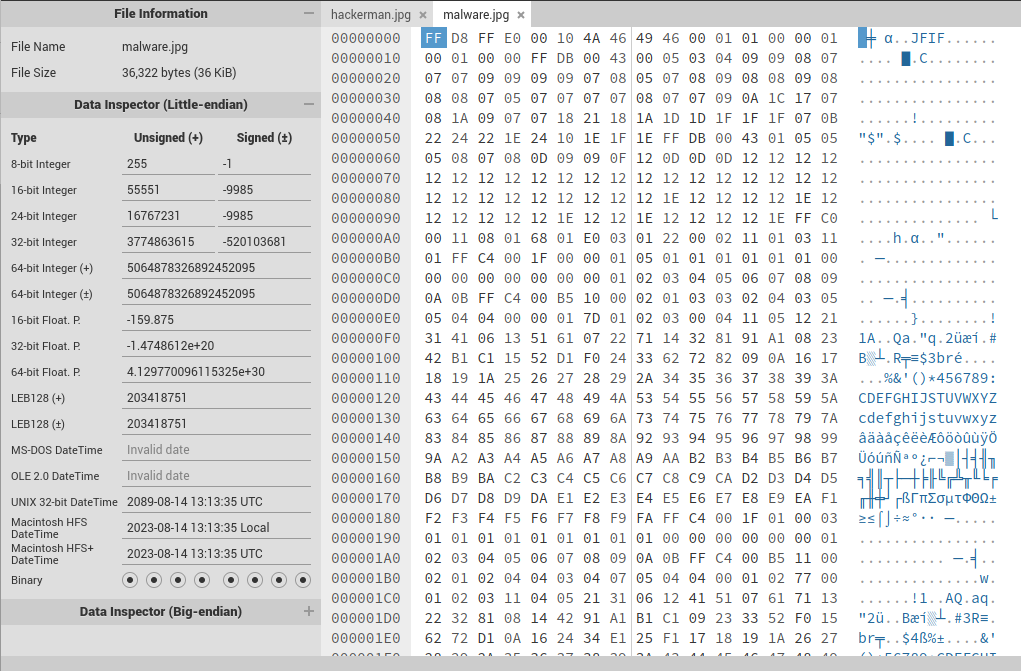 File Information
File Name malware.jpg
File Size 36,322 bytes (36 KiB)
Data Inspector (Little-endian)
Type Unsigned (+) Signed (±)
8-bit Integer 255 -1
16-bit Integer 55551 -9985
24-bit Integer 16767231 -9985
32-bit Integer 3774863615 -520103681
64-bit Integer (+) 5064878326892452095
64-bit Integer (±) 5064878326892452095
16-bit Float. P. -159.875
32-bit Float. P. -1.4748612e+20
64-bit Float. P. 4.129770096115325e+30
LEB128 (+) 203418751
LEB128 (±) 203418751
MS-DOS DateTime Invalid date
OLE 2.0 DateTime Invalid date
UNIX 32-bit DateTime 2089-08-14 13:13:35 UTC
Macintosh HFS DateTime 2023-08-14 13:13:35 Local
Macintosh HFS+ DateTime 2023-08-14 13:13:35 UTC
Binary
Data Inspector (Big-endian)
hackerman.jpg malware.jpg
00000000 FF D8 FF E0 00 10 4A 46 49 46 00 01 01 00 00 01
00000010 00 01 00 00 FF DB 00 43 00 05 03 04 09 09 08 07
00000020 07 07 09 09 09 09 07 08 05 07 08 09 08 08 09 08
00000030 08 08 07 05 07 07 07 07 08 07 07 09 0A 1C 17 07
00000040 08 1A 09 07 07 18 21 18 1A 1D 1D 1F 1F 1F 07 0B
00000050 22 24 22 1E 24 10 1E 1F 1E FF DB 00 43 01 05 05
00000060 05 08 07 08 0D 09 09 0F 12 0D 0D 0D 12 12 12 12
00000070 12 12 12 12 12 12 12 12 12 12 12 12 12 12 12 12
00000080 12 12 12 12 12 12 12 12 12 1E 12 12 12 12 1E 12
00000090 12 12 12 12 12 1E 12 12 1E 12 12 12 12 1E FF C0
000000A0 00 11 08 01 68 01 E0 03 01 22 00 02 11 01 03 11
000000B0 01 FF C4 00 1F 00 00 01 05 01 01 01 01 01 01 00
000000C0 00 00 00 00 00 00 00 01 02 03 04 05 06 07 08 09
000000D0 0A 0B FF C4 00 B5 10 00 02 01 03 03 02 04 03 05
000000E0 05 04 04 00 00 01 7D 01 02 03 00 04 11 05 12 21
000000F0 31 41 06 13 51 61 07 22 71 14 32 81 91 A1 08 23
00000100 42 B1 C1 15 52 D1 F0 24 33 62 72 82 09 0A 16 17
00000110 18 19 1A 25 26 27 28 29 2A 34 35 36 37 38 39 3A
00000120 43 44 45 46 47 48 49 4A 53 54 55 56 57 58 59 5A
00000130 63 64 65 66 67 68 69 6A 73 74 75 76 77 78 79 7A
00000140 83 84 85 86 87 88 89 8A 92 93 94 95 96 97 98 99
00000150 9A A2 A3 A4 A5 A6 A7 A8 A9 AA B2 B3 B4 B5 B6 B7
00000160 B8 B9 BA C2 C3 C4 C5 C6 C7 C8 C9 CA D2 D3 D4 D5
00000170 D6 D7 D8 D9 DA E1 E2 E3 E4 E5 E6 E7 E8 E9 EA F1
00000180 F2 F3 F4 F5 F6 F7 F8 F9 FA FF C4 00 1F 01 00 03
00000190 01 01 01 01 01 01 01 01 01 00 00 00 00 00 00 01
000001A0 02 03 04 05 06 07 08 09 0A 0B FF C4 00 B5 11 00
000001B0 02 01 02 04 04 03 04 07 05 04 04 00 01 02 77 00
000001C0 01 02 03 11 04 05 21 31 06 12 41 51 07 61 71 13
000001D0 22 32 81 08 14 42 91 A1 B1 C1 09 23 33 52 F0 15
000001E0 62 72 D1 0A 16 24 34 E1 25 F1 17 18 19 1A 26 27